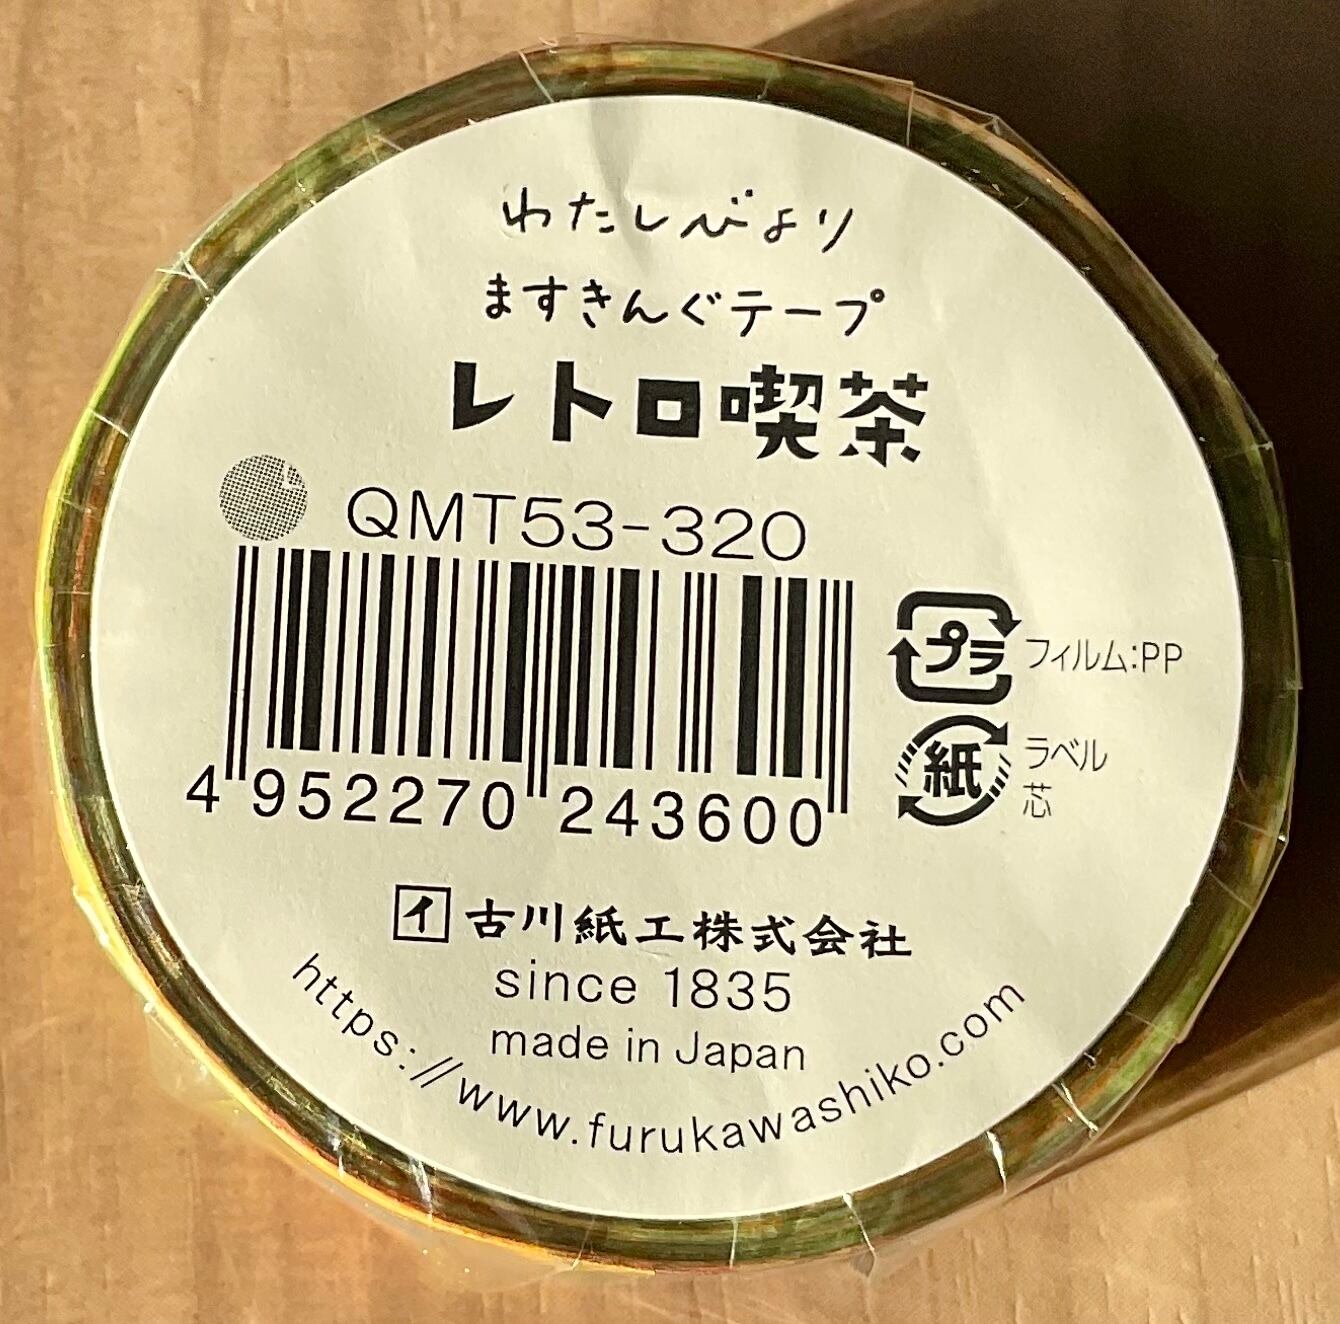 わたしびより
ますきんぐテープ
レトロ喫茶
QMT53-320
4 952270 243600
プラ フィルム:PP
紙 ラベル
芯
イ 古川紙工株式会社
since 1835
made in Japan
https://www.furukawashiko.com